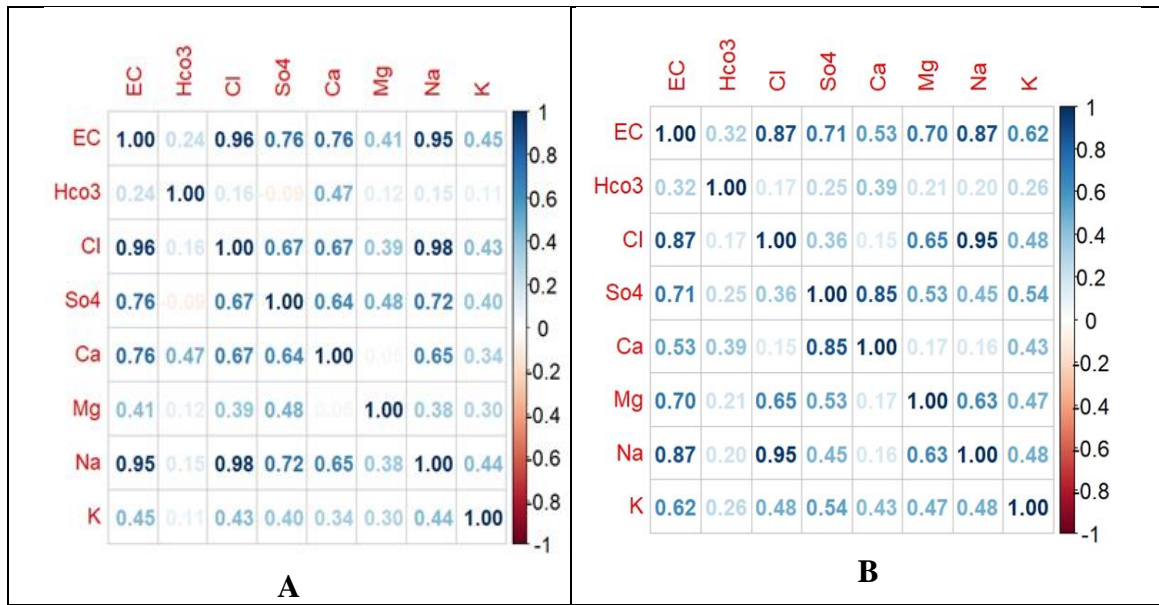 EC Hco3 Cl So4 Ca Mg Na K
EC 1.00 0.24 0.96 0.76 0.76 0.41 0.95 0.45
Hco3 0.24 1.00 0.16 -0.09 0.47 0.12 0.15 0.11
Cl 0.96 0.16 1.00 0.67 0.67 0.39 0.98 0.43
So4 0.76 -0.09 0.67 1.00 0.64 0.48 0.72 0.40
Ca 0.76 0.47 0.67 0.64 1.00 0.05 0.65 0.34
Mg 0.41 0.12 0.39 0.48 0.05 1.00 0.38 0.30
Na 0.95 0.15 0.98 0.72 0.65 0.38 1.00 0.44
K 0.45 0.11 0.43 0.40 0.34 0.30 0.44 1.00
1
0.8
0.6
0.4
0.2
0
-0.2
-0.4
-0.6
-0.8
-1
A
EC Hco3 Cl So4 Ca Mg Na K
EC 1.00 0.32 0.87 0.71 0.53 0.70 0.87 0.62
Hco3 0.32 1.00 0.17 0.25 0.39 0.21 0.20 0.26
Cl 0.87 0.17 1.00 0.36 0.15 0.65 0.95 0.48
So4 0.71 0.25 0.36 1.00 0.85 0.53 0.45 0.54
Ca 0.53 0.39 0.15 0.85 1.00 0.17 0.16 0.43
Mg 0.70 0.21 0.65 0.53 0.17 1.00 0.63 0.47
Na 0.87 0.20 0.95 0.45 0.16 0.63 1.00 0.48
K 0.62 0.26 0.48 0.54 0.43 0.47 0.48 1.00
1
0.8
0.6
0.4
0.2
0
-0.2
-0.4
-0.6
-0.8
-1
B